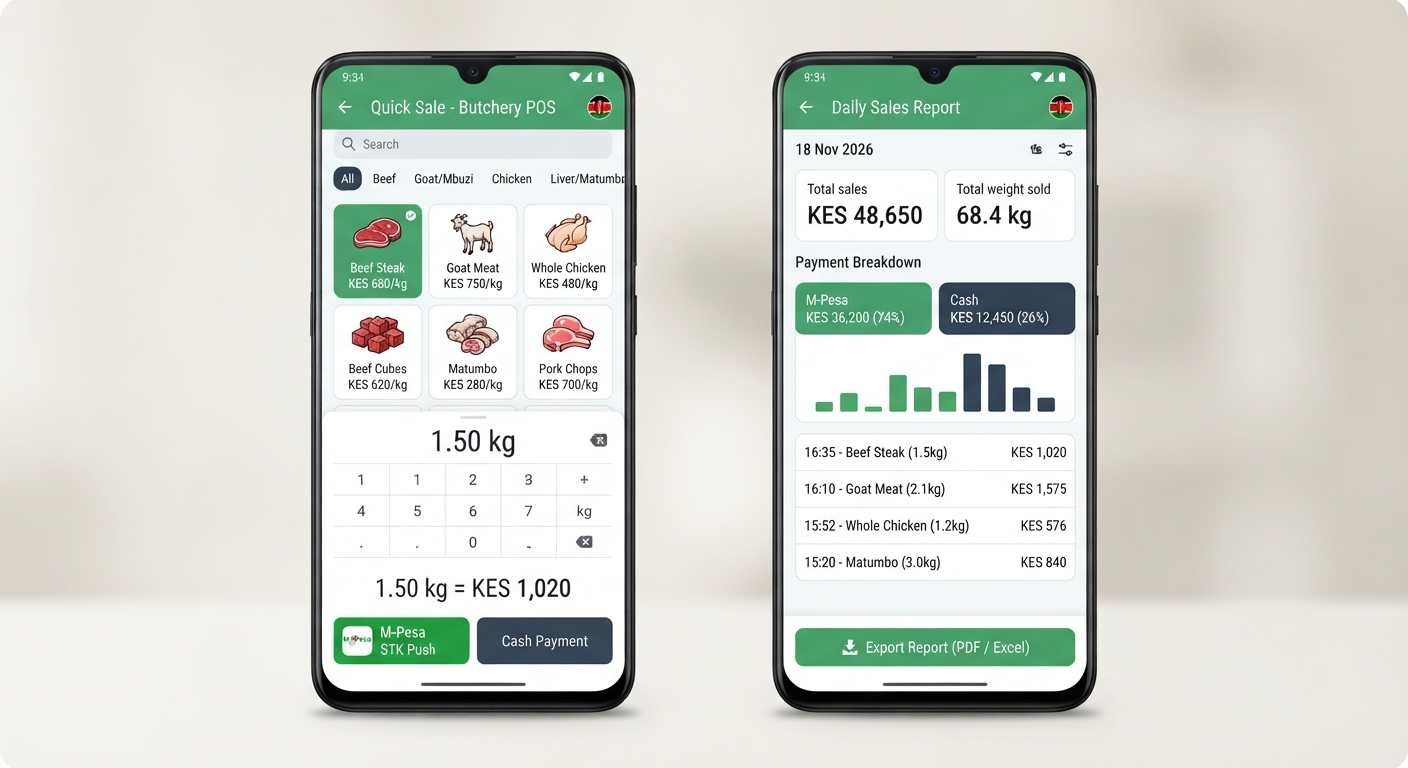 9:34
Quick Sale - Butchery POS
Search
All Beef Goat/Mbuzi Chicken Liver/Matumb
Beef Steak
KES 680/kg
Goat Meat
KES 750/kg
Whole Chicken
KES 480/kg
Beef Cubes
KES 620/kg
Matumbo
KES 280/kg
Pork Chops
KES 700/kg
1.50 kg
1 1 2 3 +
4 5 6 7 kg
. . 0 .
1.50 kg = KES 1,020
M-Pesa
STK Push
Cash Payment
9:34
Daily Sales Report
18 Nov 2026
Total sales
KES 48,650
Total weight sold
68.4 kg
Payment Breakdown
M-Pesa
KES 36,200 (74%)
Cash
KES 12,450 (26%)
16:35 - Beef Steak (1.5kg) KES 1,020
16:10 - Goat Meat (2.1kg) KES 1,575
15:52 - Whole Chicken (1.2kg) KES 576
15:20 - Matumbo (3.0kg) KES 840
Export Report (PDF / Excel)